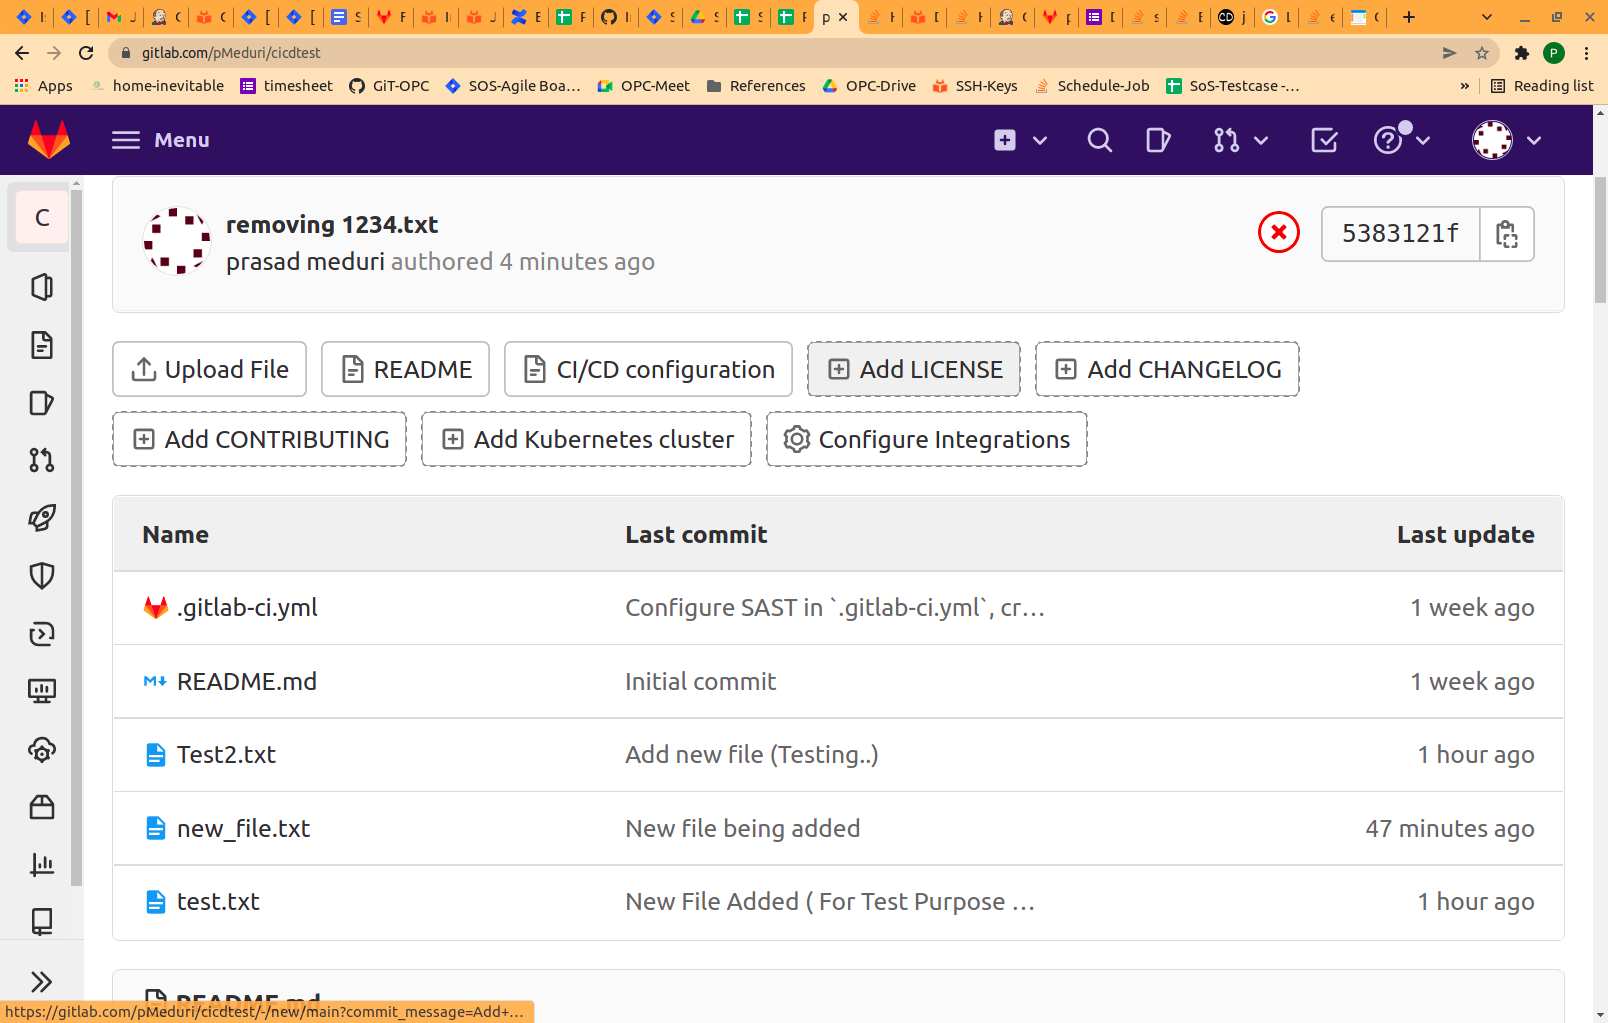 gitlab.com/pMeduri/cicdtest
P
Apps home-inevitable timesheet GiT-OPC SOS-Agile Boa... OPC-Meet References OPC-Drive SSH-Keys Schedule-Job SoS-Testcase -... » Reading list
Menu
C
removing 1234.txt
prasad meduri authored 4 minutes ago
5383121f
Upload File README CI/CD configuration Add LICENSE Add CHANGELOG
Add CONTRIBUTING Add Kubernetes cluster Configure Integrations
Name Last commit Last update
.gitlab-ci.yml Configure SAST in `.gitlab-ci.yml`, cr... 1 week ago
README.md Initial commit 1 week ago
Test2.txt Add new file (Testing..) 1 hour ago
new_file.txt New file being added 47 minutes ago
test.txt New File Added ( For Test Purpose ... 1 hour ago
README.md
https://gitlab.com/pMeduri/cicdtest/-/new/main?commit_message=Add+...